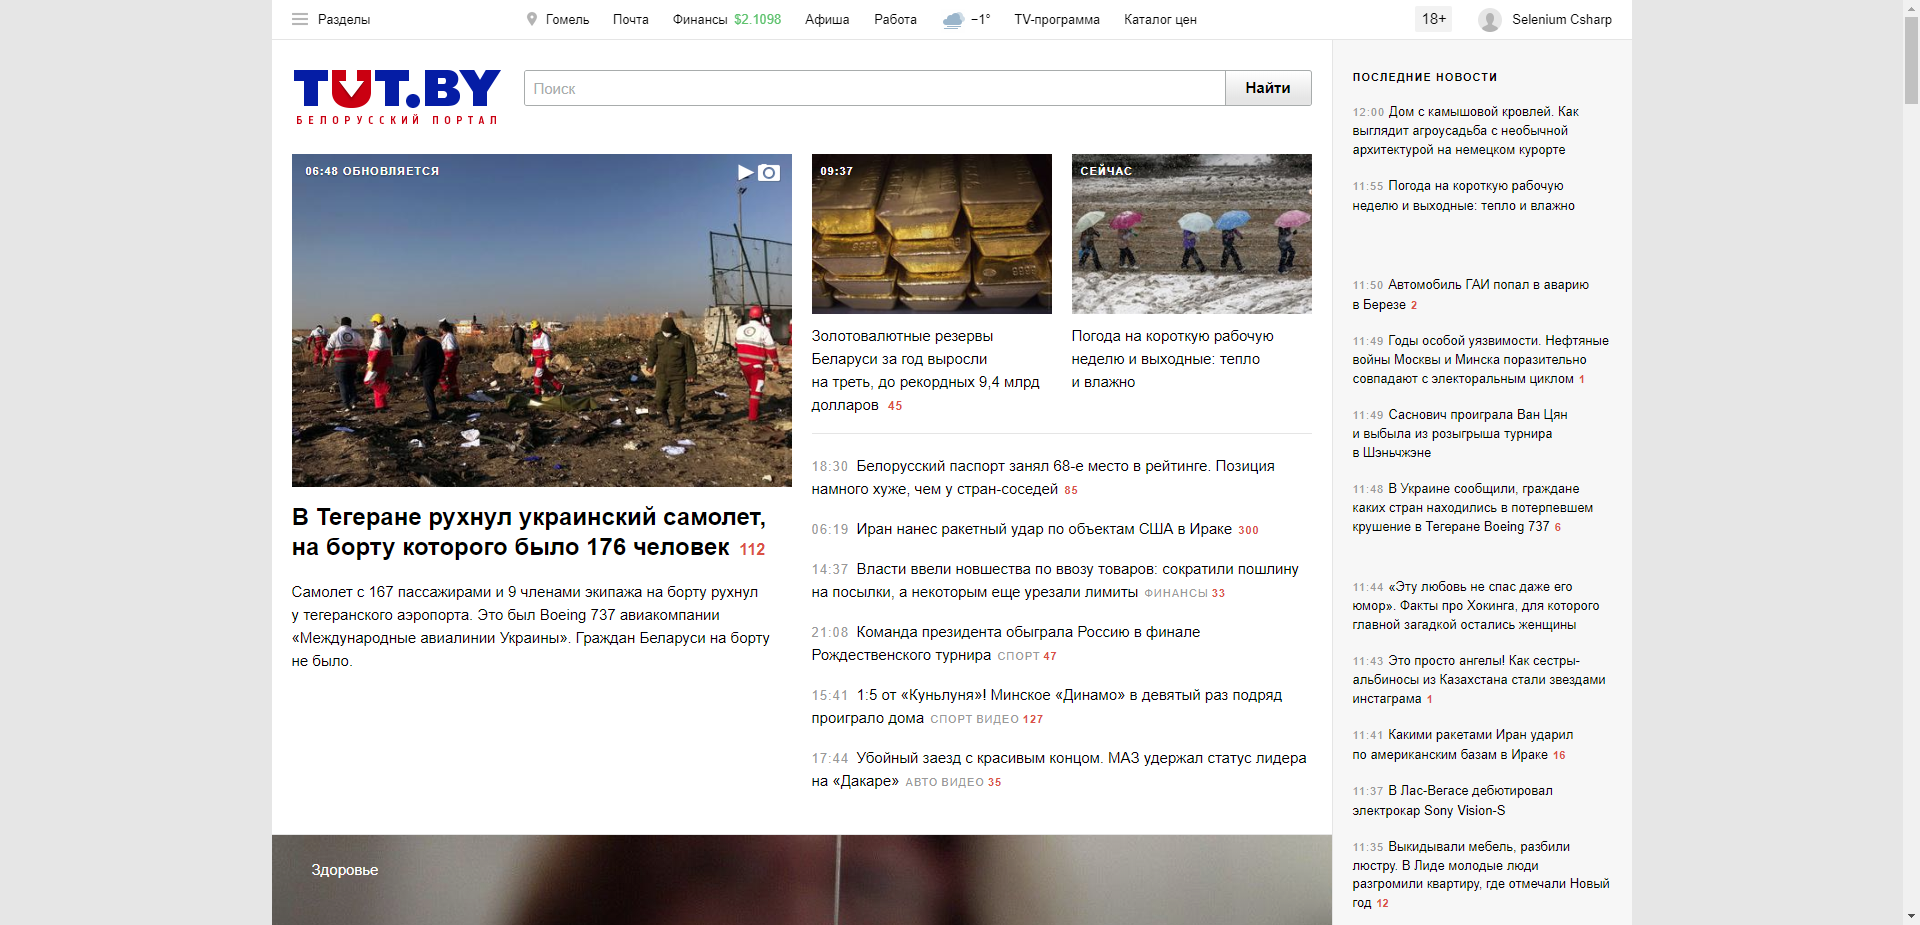 Разделы
Гомель
Почта
Финансы $2.1098
Афиша
Работа
−1°
TV-программа
Каталог цен
18+
Selenium Csharp
TUT.BY
БЕЛОРУССКИЙ ПОРТАЛ
Поиск
Найти
06:48 ОБНОВЛЯЕТСЯ
В Тегеране рухнул украинский самолет,
на борту которого было 176 человек 112
Самолет с 167 пассажирами и 9 членами экипажа на борту рухнул
у тегеранского аэропорта. Это был Boeing 737 авиакомпании
«Международные авиалинии Украины». Граждан Беларуси на борту
не было.
09:37
Золотовалютные резервы
Беларуси за год выросли
на треть, до рекордных 9,4 млрд
долларов 45
СЕЙЧАС
Погода на короткую рабочую
неделю и выходные: тепло
и влажно
18:30 Белорусский паспорт занял 68-е место в рейтинге. Позиция
намного хуже, чем у стран-соседей 85
06:19 Иран нанес ракетный удар по объектам США в Ираке 300
14:37 Власти ввели новшества по ввозу товаров: сократили пошлину
на посылки, а некоторым еще урезали лимиты ФИНАНСЫ 33
21:08 Команда президента обыграла Россию в финале
Рождественского турнира СПОРТ 47
15:41 1:5 от «Куньлуня»! Минское «Динамо» в девятый раз подряд
проиграло дома СПОРТ ВИДЕО 127
17:44 Убойный заезд с красивым концом. МАЗ удержал статус лидера
на «Дакаре» АВТО ВИДЕО 35
Здоровье
ПОСЛЕДНИЕ НОВОСТИ
12:00 Дом с камышовой кровлей. Как
выглядит агроусадьба с необычной
архитектурой на немецком курорте
11:55 Погода на короткую рабочую
неделю и выходные: тепло и влажно
11:50 Автомобиль ГАИ попал в аварию
в Березе 2
11:49 Годы особой уязвимости. Нефтяные
войны Москвы и Минска поразительно
совпадают с электоральным циклом 1
11:49 Саснович проиграла Ван Цян
и выбыла из розыгрыша турнира
в Шэньчжэне
11:48 В Украине сообщили, граждане
каких стран находились в потерпевшем
крушение в Тегеране Boeing 737 6
11:44 «Эту любовь не спас даже его
юмор». Факты про Хокинга, для которого
главной загадкой остались женщины
11:43 Это просто ангелы! Как сестры-
альбиносы из Казахстана стали звездами
инстаграма 1
11:41 Какими ракетами Иран ударил
по американским базам в Ираке 16
11:37 В Лас-Вегасе дебютировал
электрокар Sony Vision-S
11:35 Выкидывали мебель, разбили
люстру. В Лиде молодые люди
разгромили квартиру, где отмечали Новый
год 12